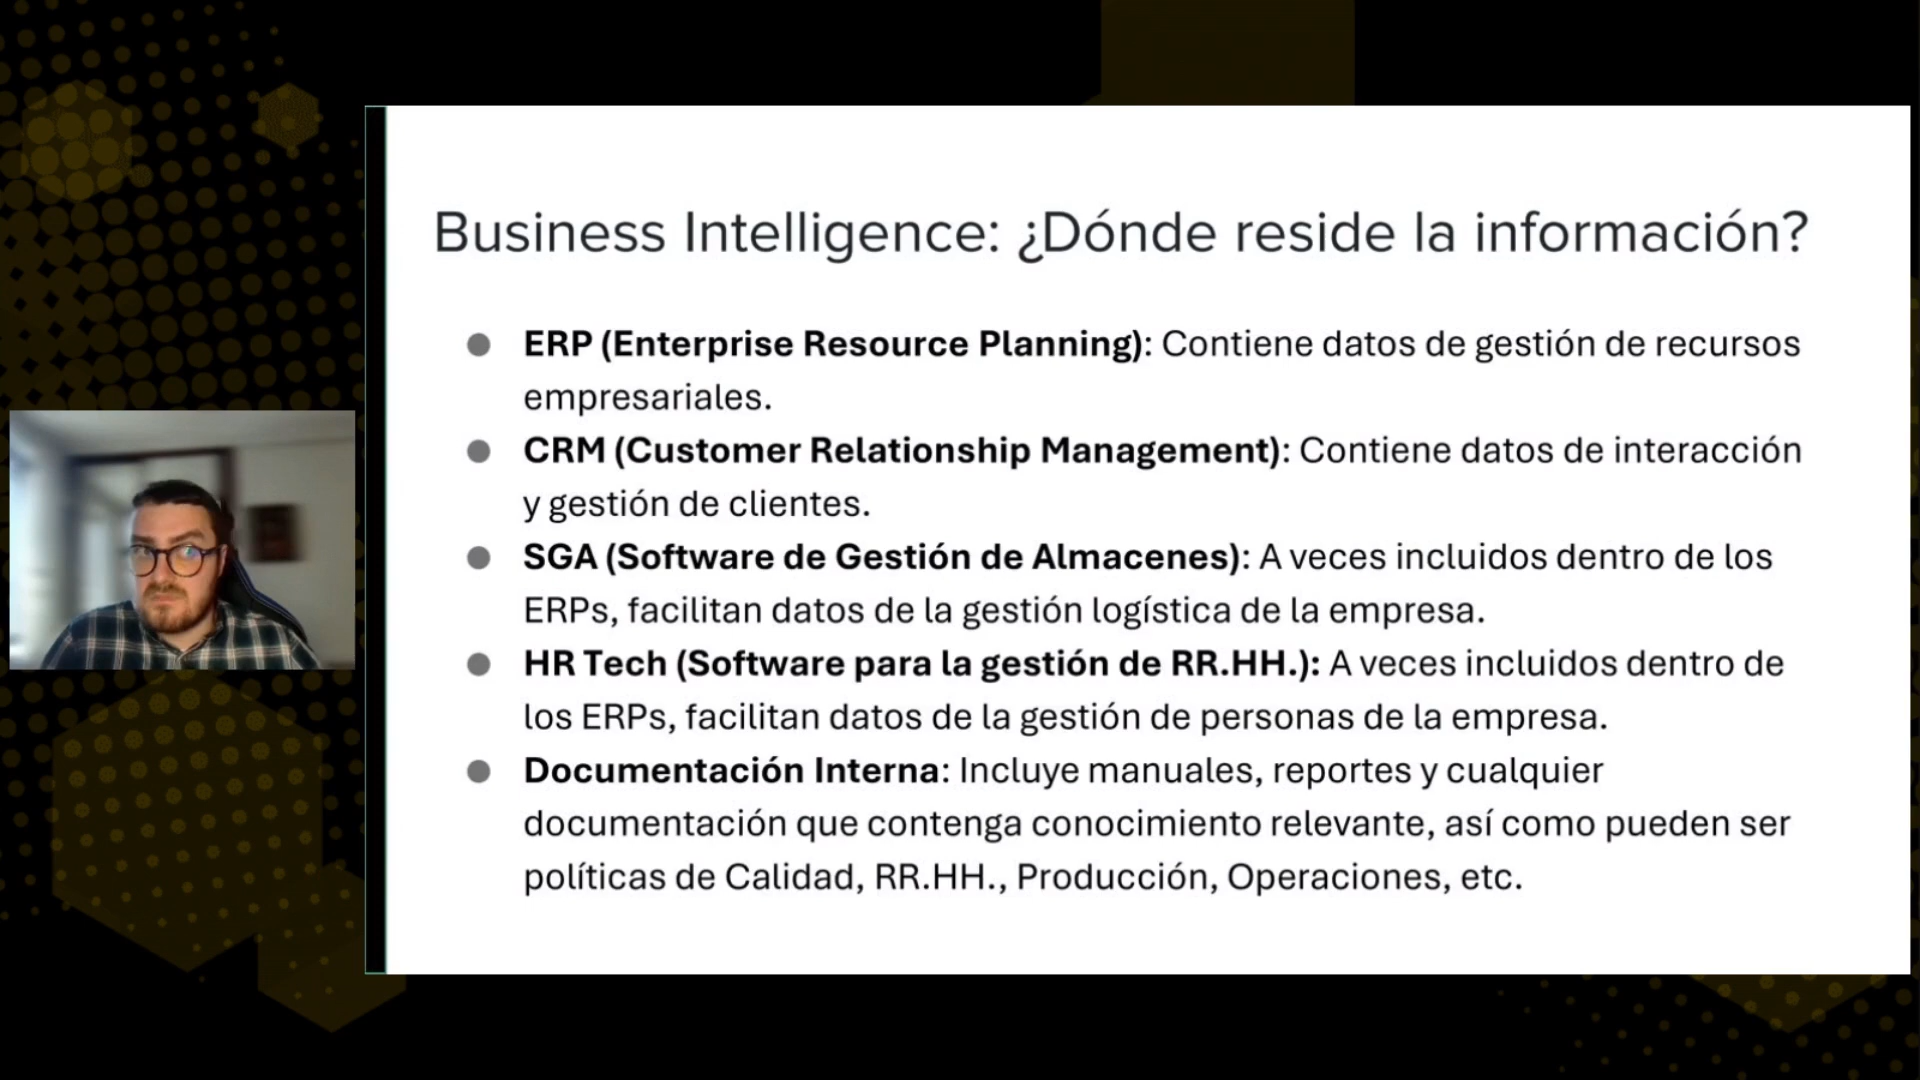 Business Intelligence: ¿Dónde reside la información?
● ERP (Enterprise Resource Planning): Contiene datos de gestión de recursos
empresariales.
● CRM (Customer Relationship Management): Contiene datos de interacción
y gestión de clientes.
● SGA (Software de Gestión de Almacenes): A veces incluidos dentro de los
ERPs, facilitan datos de la gestión logística de la empresa.
● HR Tech (Software para la gestión de RR.HH.): A veces incluidos dentro de
los ERPs, facilitan datos de la gestión de personas de la empresa.
● Documentación Interna: Incluye manuales, reportes y cualquier
documentación que contenga conocimiento relevante, así como pueden ser
políticas de Calidad, RR.HH., Producción, Operaciones, etc.